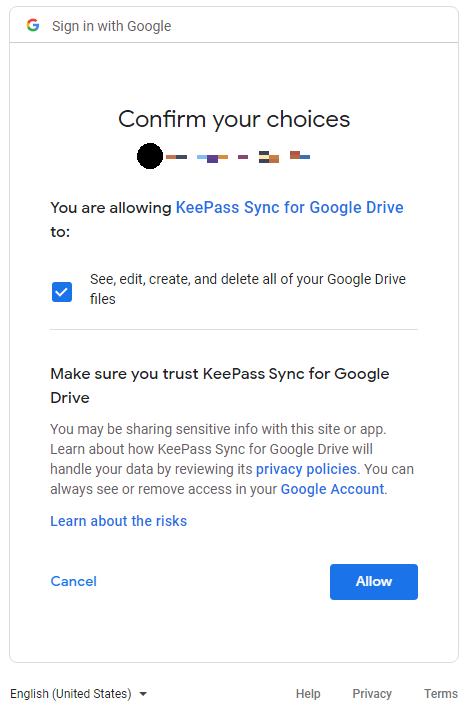 Sign in with Google
Confirm your choices
You are allowing KeePass Sync for Google Drive
to:
See, edit, create, and delete all of your Google Drive
files
Make sure you trust KeePass Sync for Google
Drive
You may be sharing sensitive info with this site or app.
Learn about how KeePass Sync for Google Drive will
handle your data by reviewing its privacy policies. You can
always see or remove access in your Google Account.
Learn about the risks
Cancel
Allow
English (United States)
Help
Privacy
Terms